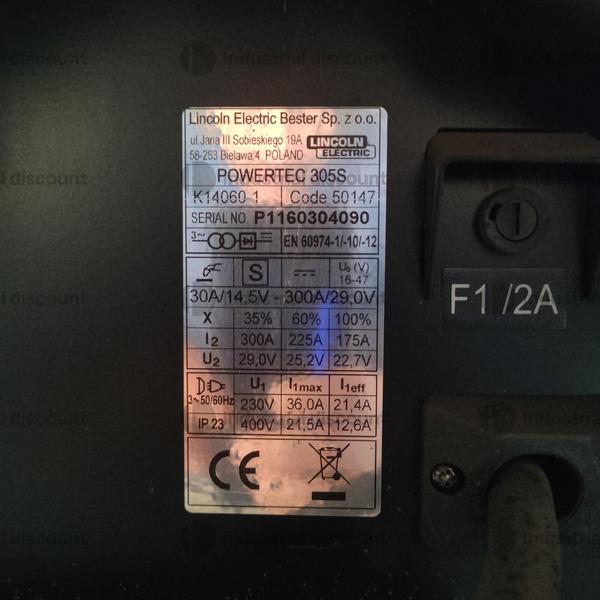 Lincoln Electric Bester Sp. z o.o.
ul.Jana III Sobieskiego 19A
58-263 Bielawa 4 POLAND
LINCOLN
ELECTRIC
POWERTEC 305S
K14060-1 Code 50147
SERIAL NO. P1160304090
3~ EN 60974-1/-10/-12
S U₀ (V)
16-47
30A/14,5V - 300A/29,0V
X 35% 60% 100%
I2 300A 225A 175A
U2 29,0V 25,2V 22,7V
U1 I1max I1eff
3~50/60Hz 230V 36,0A 21,4A
IP 23 400V 21,5A 12,6A
CE
F1 /2A
industrial discount